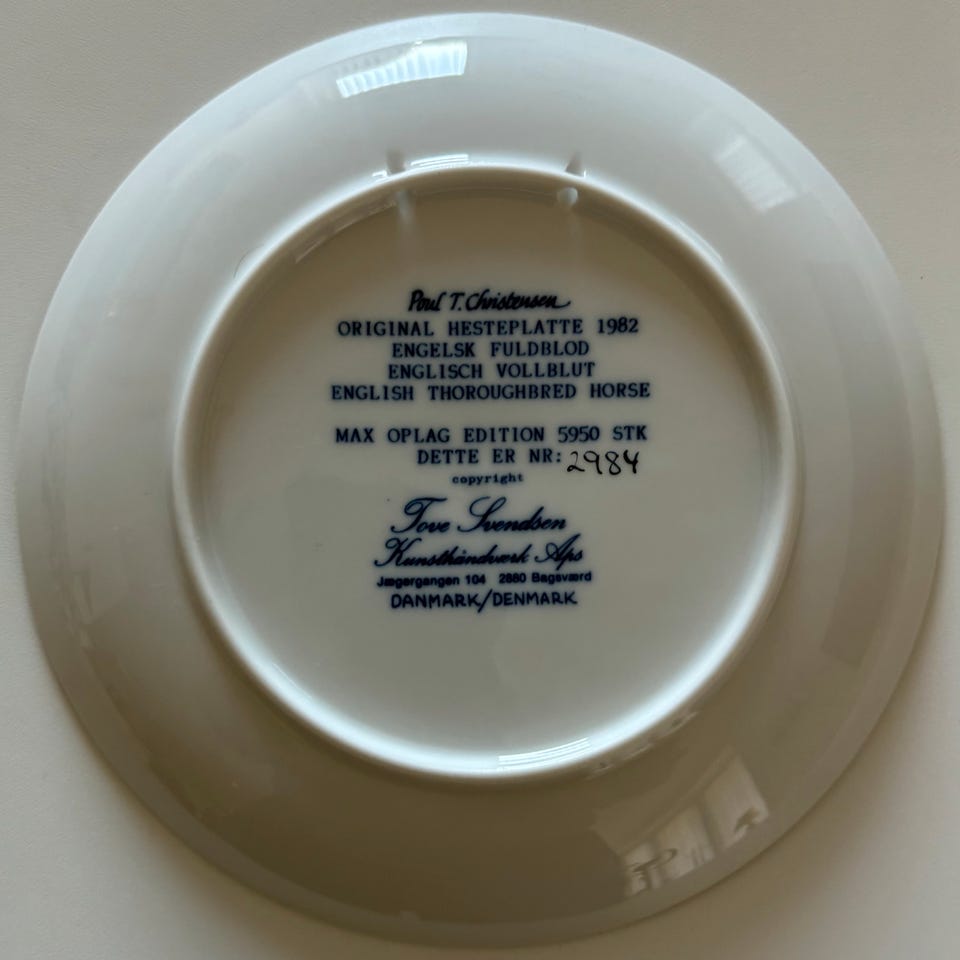 Poul T. Christensen
ORIGINAL HESTEPLATTE 1982
ENGELSK FULDBLOD
ENGLISCH VOLLBLUT
ENGLISH THOROUGHBRED HORSE
MAX OPLAG EDITION 5950 STK
DETTE ER NR: 2984
copyright
Tove Svendsen
Kunsthåndværk Aps
Jægergangen 104 2880 Bagsværd
DANMARK/DENMARK